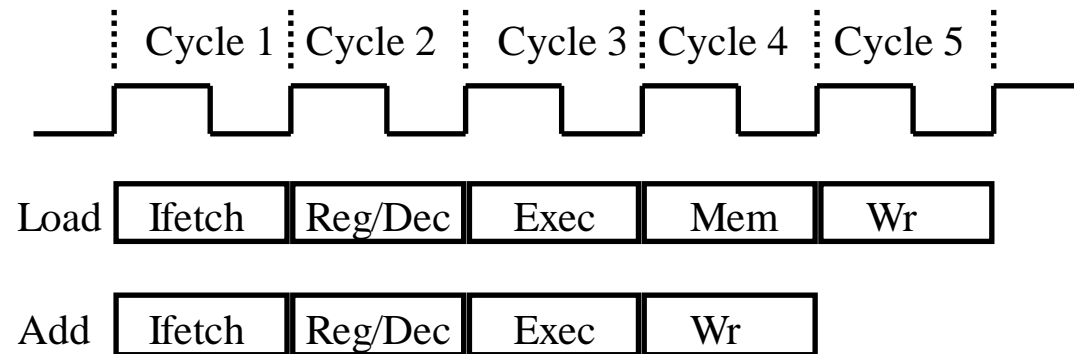 Cycle 1 Cycle 2 Cycle 3 Cycle 4 Cycle 5
Load Ifetch Reg/Dec Exec Mem Wr
Add Ifetch Reg/Dec Exec Wr